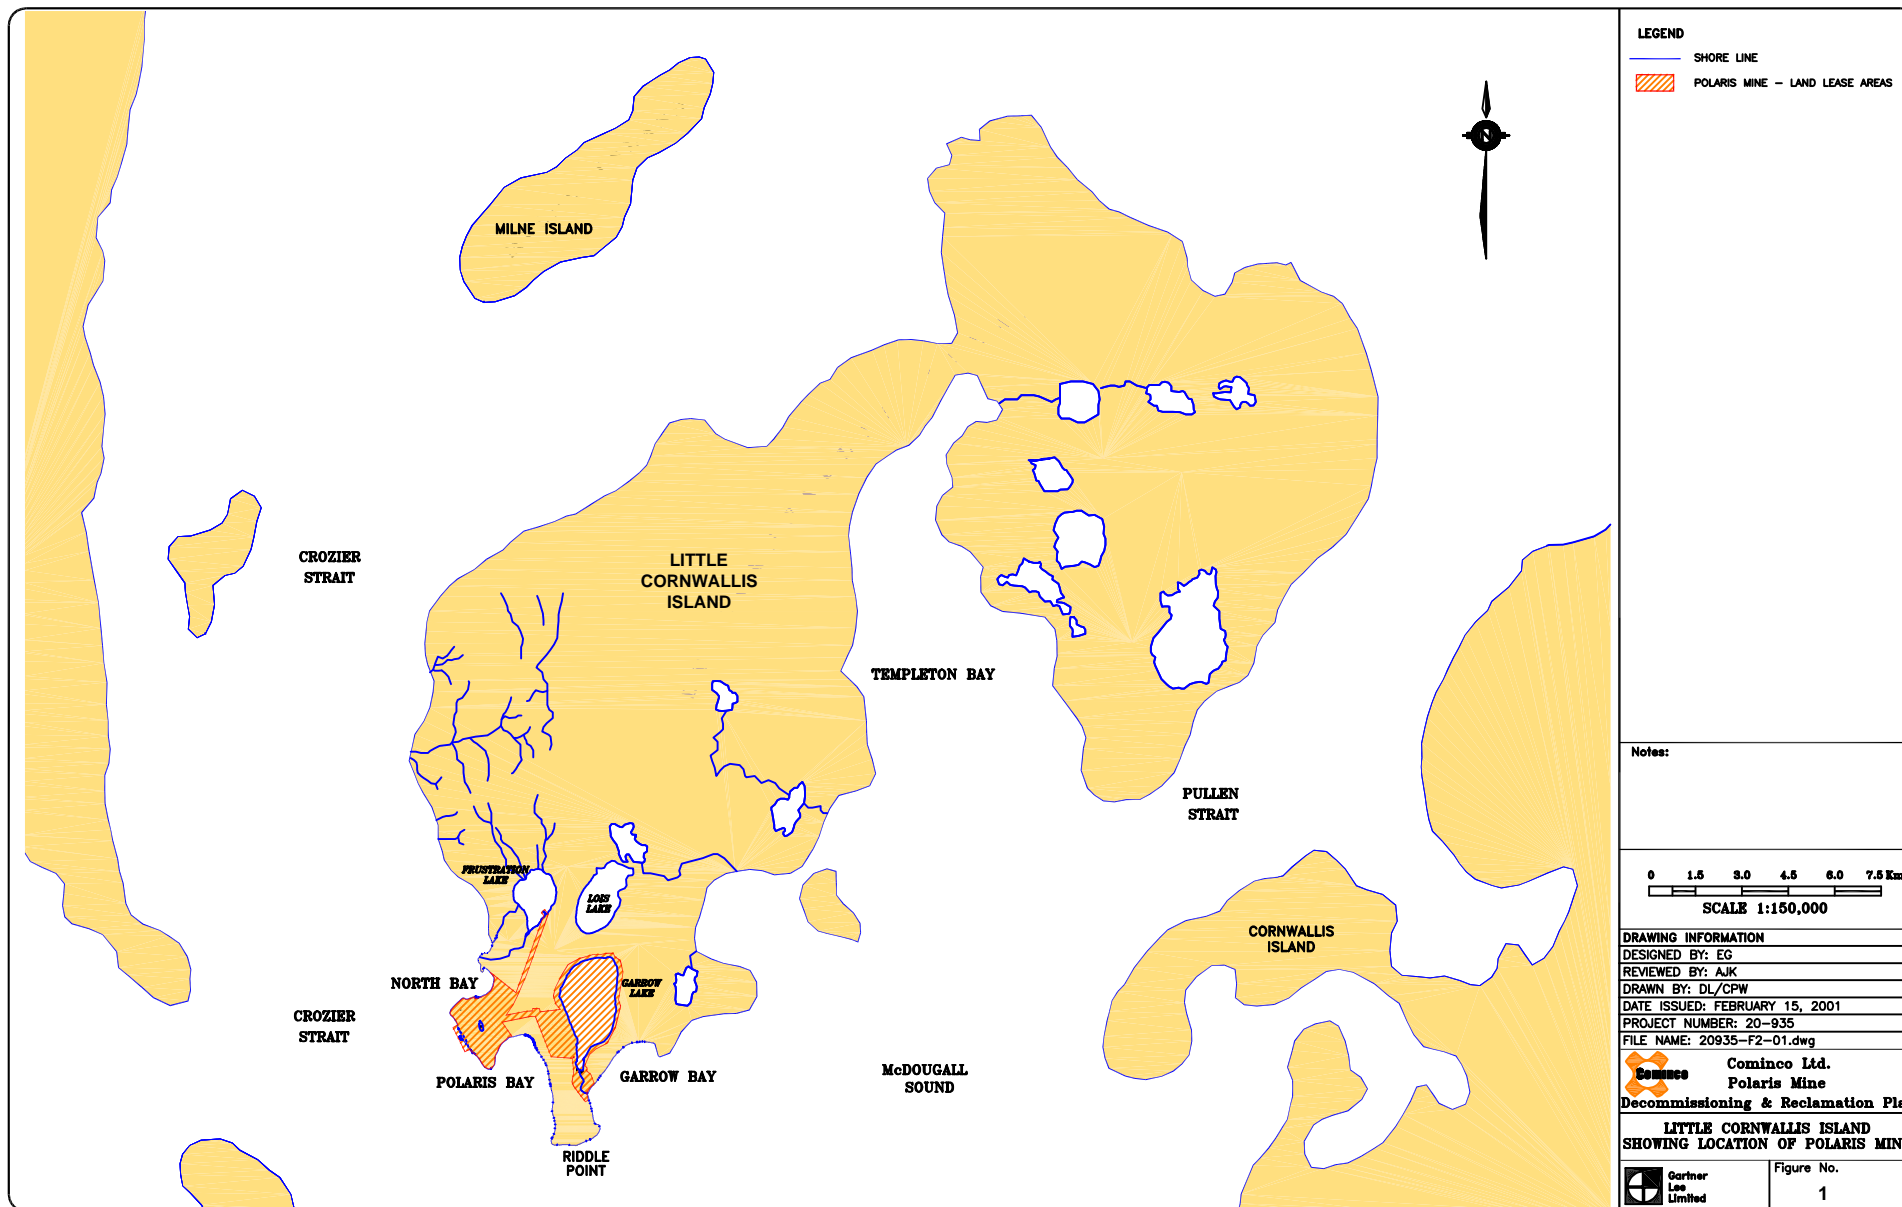 LEGEND
SHORE LINE
POLARIS MINE – LAND LEASE AREAS
N
MILNE ISLAND
CROZIER
STRAIT
LITTLE
CORNWALLIS
ISLAND
TEMPLETON BAY
PULLEN
STRAIT
FRUSTRATION
LAKE
LOIS
LAKE
CORNWALLIS
ISLAND
NORTH BAY
GARROW
LAKE
CROZIER
STRAIT
POLARIS BAY
GARROW BAY
McDOUGALL
SOUND
RIDDLE
POINT
Notes:
0 1.5 3.0 4.5 6.0 7.5 Km
SCALE 1:150,000
DRAWING INFORMATION
DESIGNED BY: EG
REVIEWED BY: AJK
DRAWN BY: DL/CPW
DATE ISSUED: FEBRUARY 15, 2001
PROJECT NUMBER: 20-935
FILE NAME: 20935-F2-01.dwg
Cominco
Cominco Ltd.
Polaris Mine
Decommissioning & Reclamation Pla
LITTLE CORNWALLIS ISLAND
SHOWING LOCATION OF POLARIS MIN
Gartner
Lee
Limited
Figure No.
1